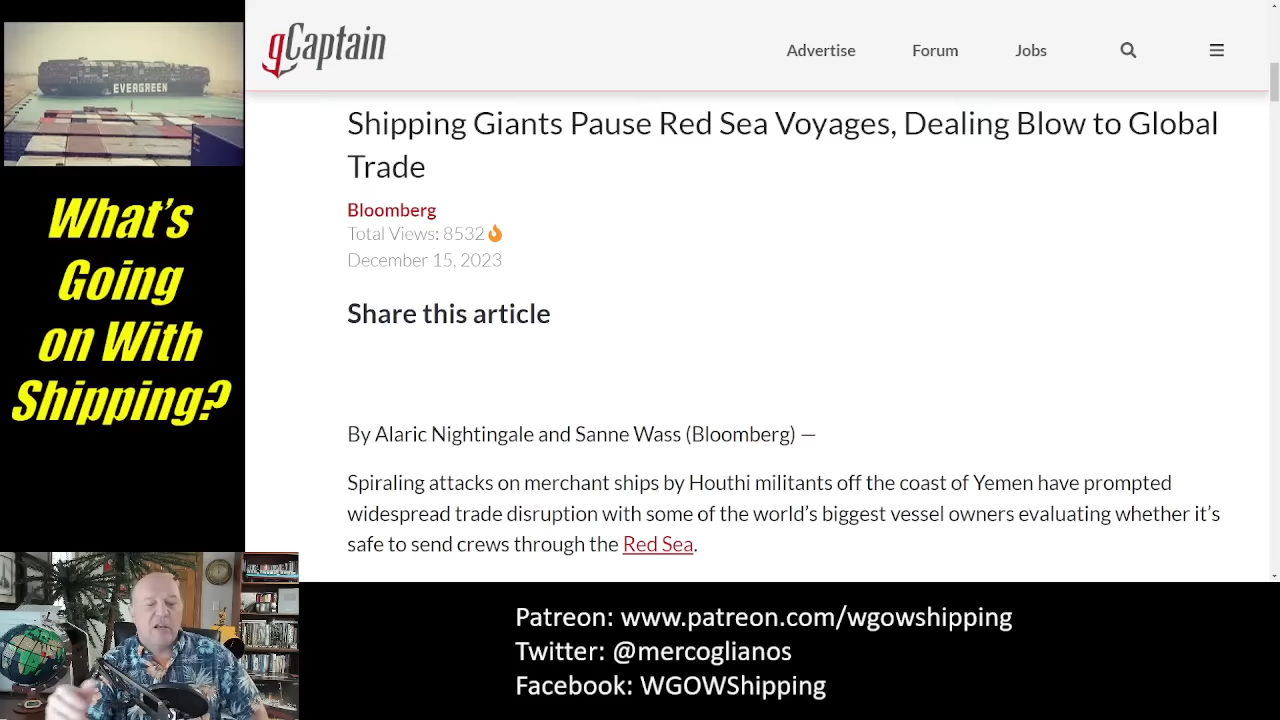 gCaptain
Advertise
Forum
Jobs
EVERGREEN
Shipping Giants Pause Red Sea Voyages, Dealing Blow to Global
Trade
Bloomberg
Total Views: 8532
December 15, 2023
Share this article
By Alaric Nightingale and Sanne Wass (Bloomberg) —
Spiraling attacks on merchant ships by Houthi militants off the coast of Yemen have prompted
widespread trade disruption with some of the world's biggest vessel owners evaluating whether it's
safe to send crews through the Red Sea.
What's
Going
on With
Shipping?
Patreon: www.patreon.com/wgowshipping
Twitter: @mercoglianos
Facebook: WGOWShipping